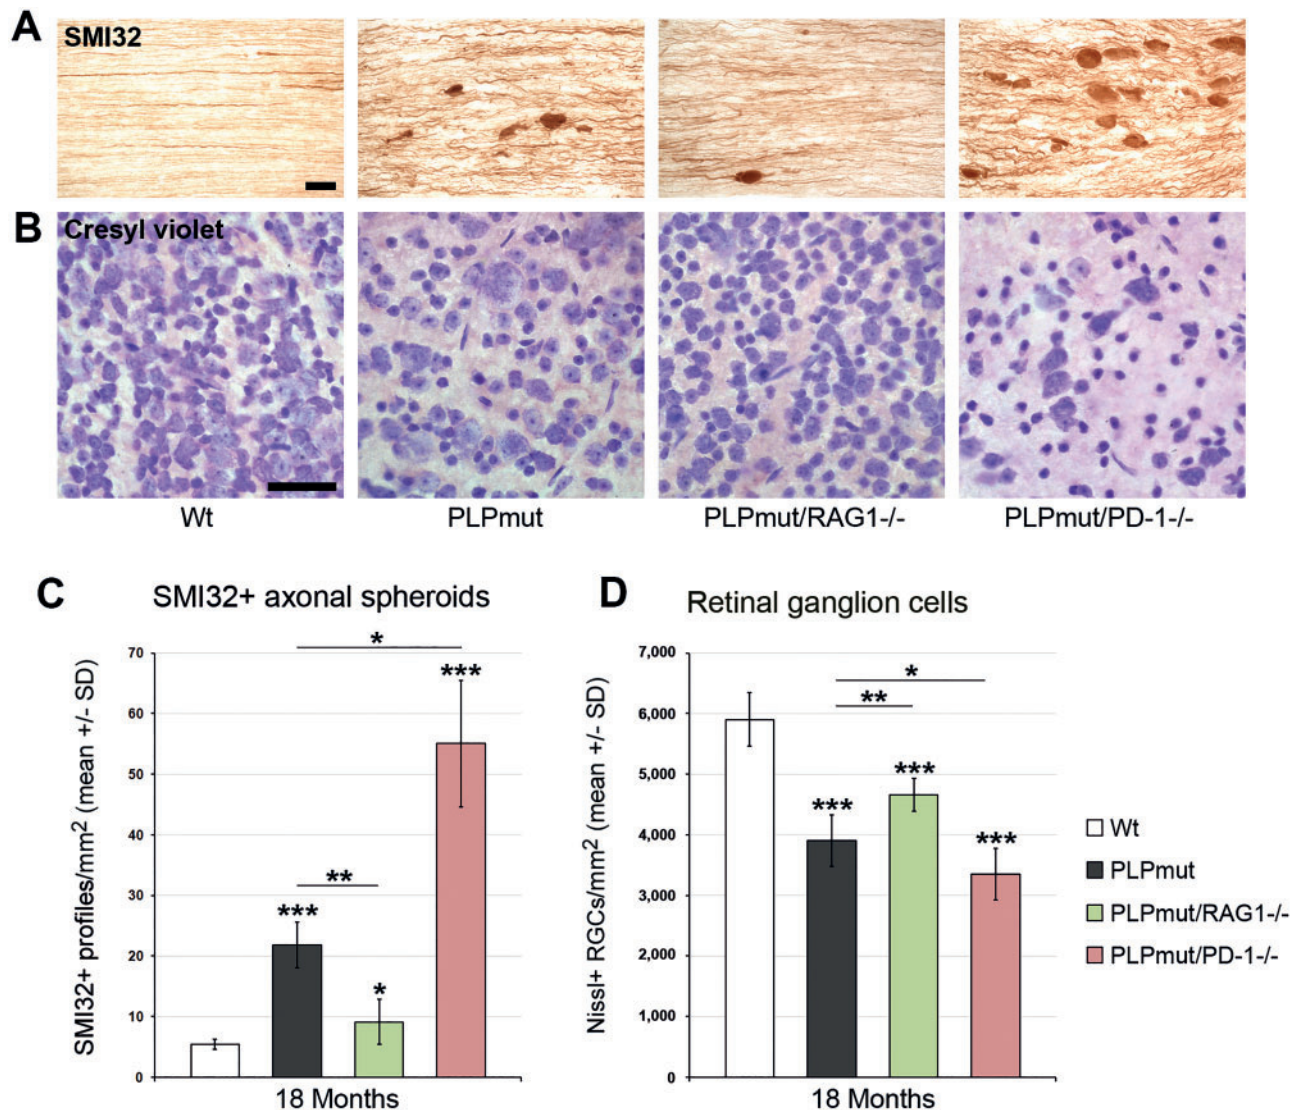 A
SMI32
B
Cresyl violet
Wt
PLPmut
PLPmut/RAG1-/-
PLPmut/PD-1-/-
C
SMI32+ axonal spheroids
SMI32+ profiles/mm² (mean +/- SD)
70
60
50
40
30
20
10
0
***
**
*
*
***
18 Months
D
Retinal ganglion cells
Nissl+ RGCs/mm² (mean +/- SD)
7,000
6,000
5,000
4,000
3,000
2,000
1,000
0
*
**
***
***
***
18 Months
Wt
PLPmut
PLPmut/RAG1-/-
PLPmut/PD-1-/-